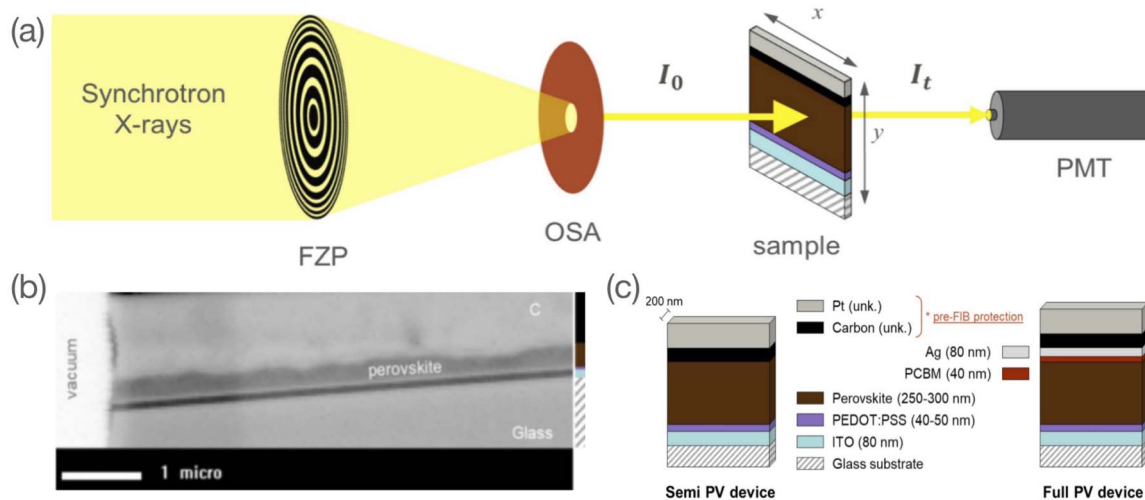 (a)
Synchrotron
X-rays
FZP
OSA
I₀
x
y
sample
Iₜ
PMT
(b)
vacuum
C
perovskite
Glass
1 micro
(c)
200 nm
Pt (unk.)
Carbon (unk.)
* pre-FIB protection
Ag (80 nm)
PCBM (40 nm)
Perovskite (250-300 nm)
PEDOT:PSS (40-50 nm)
ITO (80 nm)
Glass substrate
Semi PV device
Full PV device